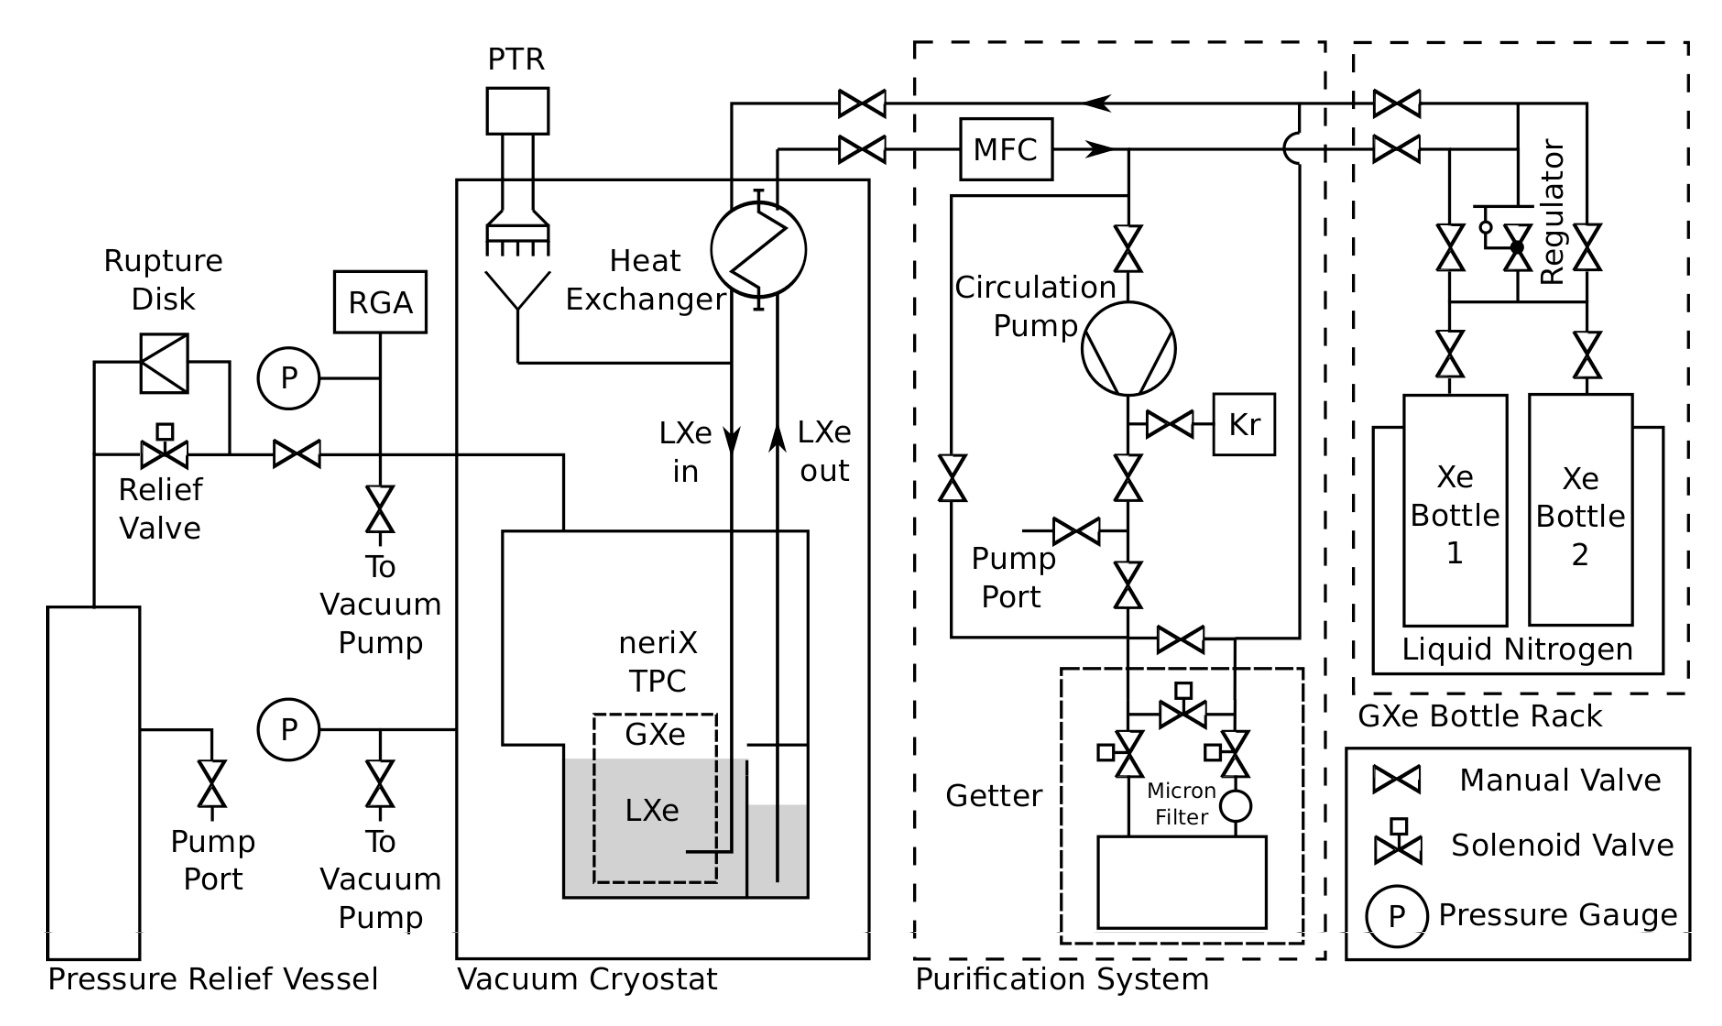 PTR
MFC
Regulator
Rupture
Disk
RGA
Heat
Exchanger
Circulation
Pump
P
Kr
LXe
in
LXe
out
Relief
Valve
Xe
Bottle
1
Xe
Bottle
2
To
Vacuum
Pump
Pump
Port
neriX
TPC
Liquid Nitrogen
GXe Bottle Rack
P
GXe
LXe
Getter
Micron
Filter
Pump
Port
To
Vacuum
Pump
Manual Valve
Solenoid Valve
P
Pressure Gauge
Pressure Relief Vessel
Vacuum Cryostat
Purification System